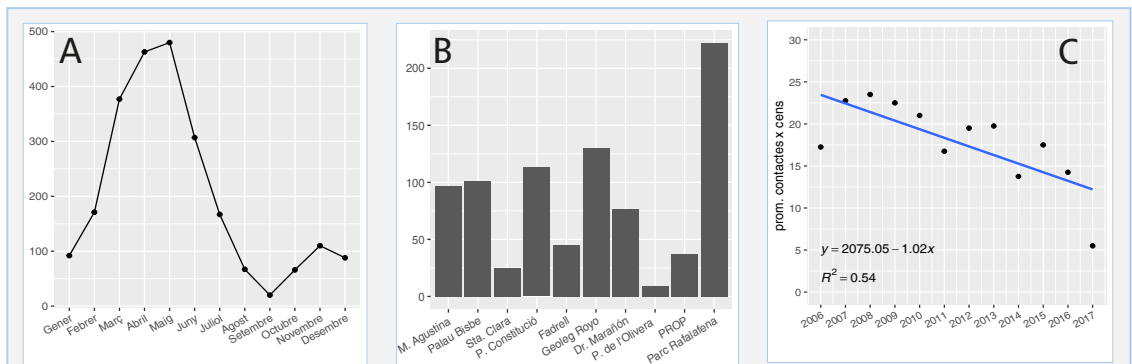 A
500
400
300
200
100
0
Gener
Febrer
Març
Abril
Maig
Juny
Juliol
Agost
Setembre
Octubre
Novembre
Desembre
B
200
150
100
50
0
M. Agustina
Palau Bisbe
Sta. Clara
P. Constitució
Fadrell
Geoleg Royo
Dr. Marañón
P. de l'Olivera
PROP
Parc Rafalafena
C
prom. contactes x cens
30
25
20
15
10
5
0
y = 2075.05 − 1.02x
R² = 0.54
2006
2007
2008
2009
2010
2011
2012
2013
2014
2015
2016
2017